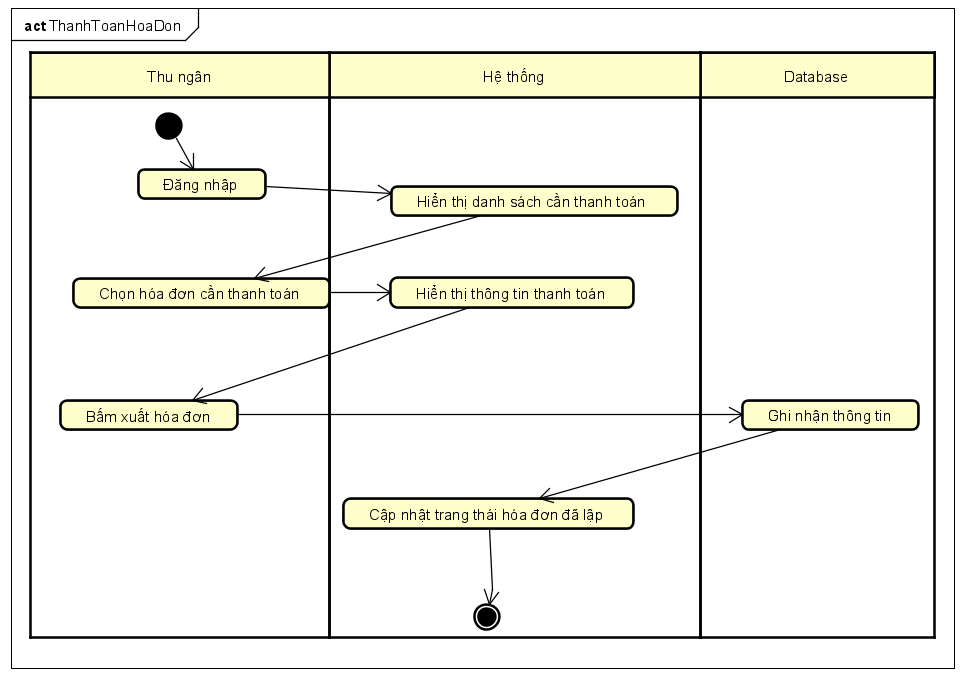 act ThanhToanHoaDon
Thu ngân
Hệ thống
Database
Đăng nhập
Hiển thị danh sách cần thanh toán
Chọn hóa đơn cần thanh toán
Hiển thị thông tin thanh toán
Bấm xuất hóa đơn
Ghi nhận thông tin
Cập nhật trang thái hóa đơn đã lập